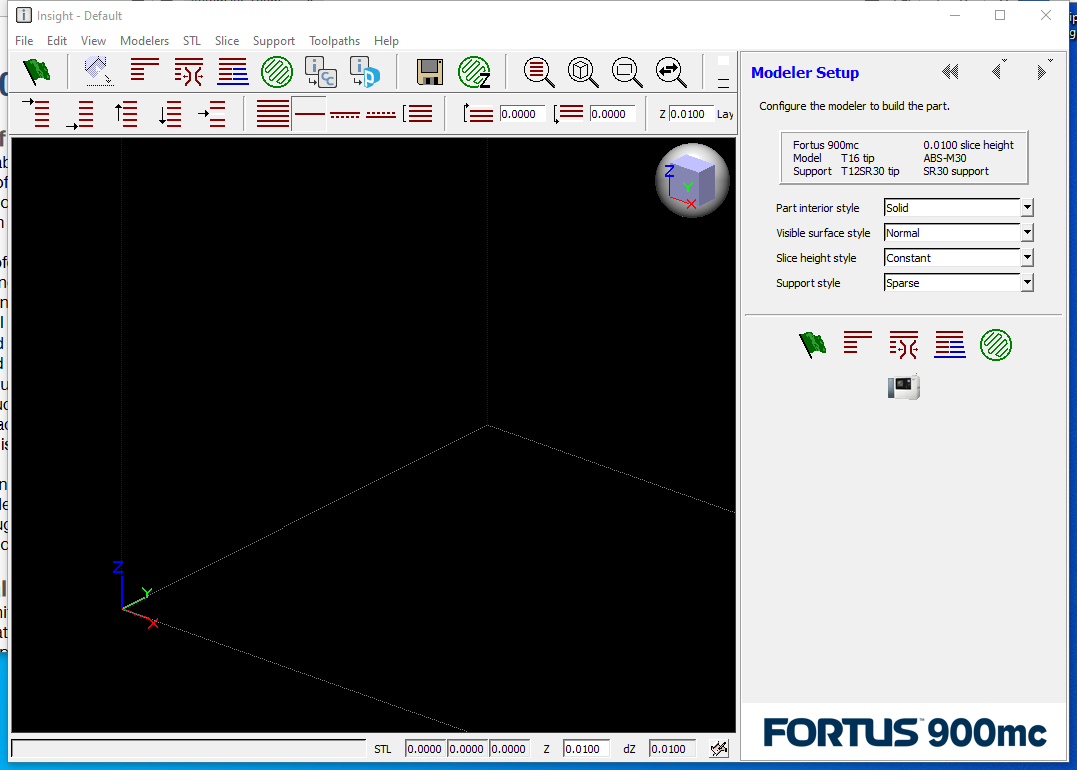 Insight - Default
File Edit View Modelers STL Slice Support Toolpaths Help
0.0000 0.0000 Z 0.0100 Lay
Z
Y
X
Z
Y
X
STL 0.0000 0.0000 0.0000 Z 0.0100 dZ 0.0100
Modeler Setup
Configure the modeler to build the part.
Fortus 900mc 0.0100 slice height
Model T16 tip ABS-M30
Support T12SR30 tip SR30 support
Part interior style Solid
Visible surface style Normal
Slice height style Constant
Support style Sparse
FORTUS™ 900mc